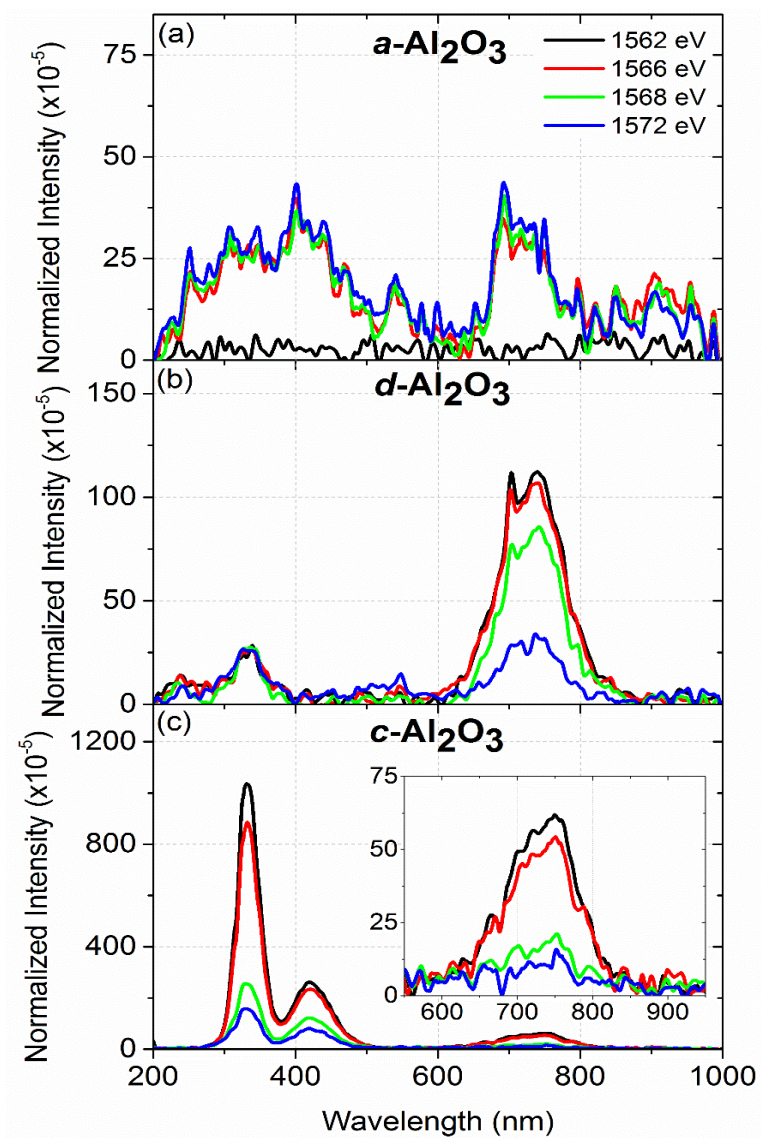 (a)
a-Al2O3
1562 eV
1566 eV
1568 eV
1572 eV
75
50
25
0
Normalized Intensity (x10-5)
(b)
d-Al2O3
150
100
50
0
Normalized Intensity (x10-5)
(c)
c-Al2O3
1200
800
400
0
Normalized Intensity (x10-5)
75
50
25
0
600 700 800 900
200 400 600 800 1000
Wavelength (nm)